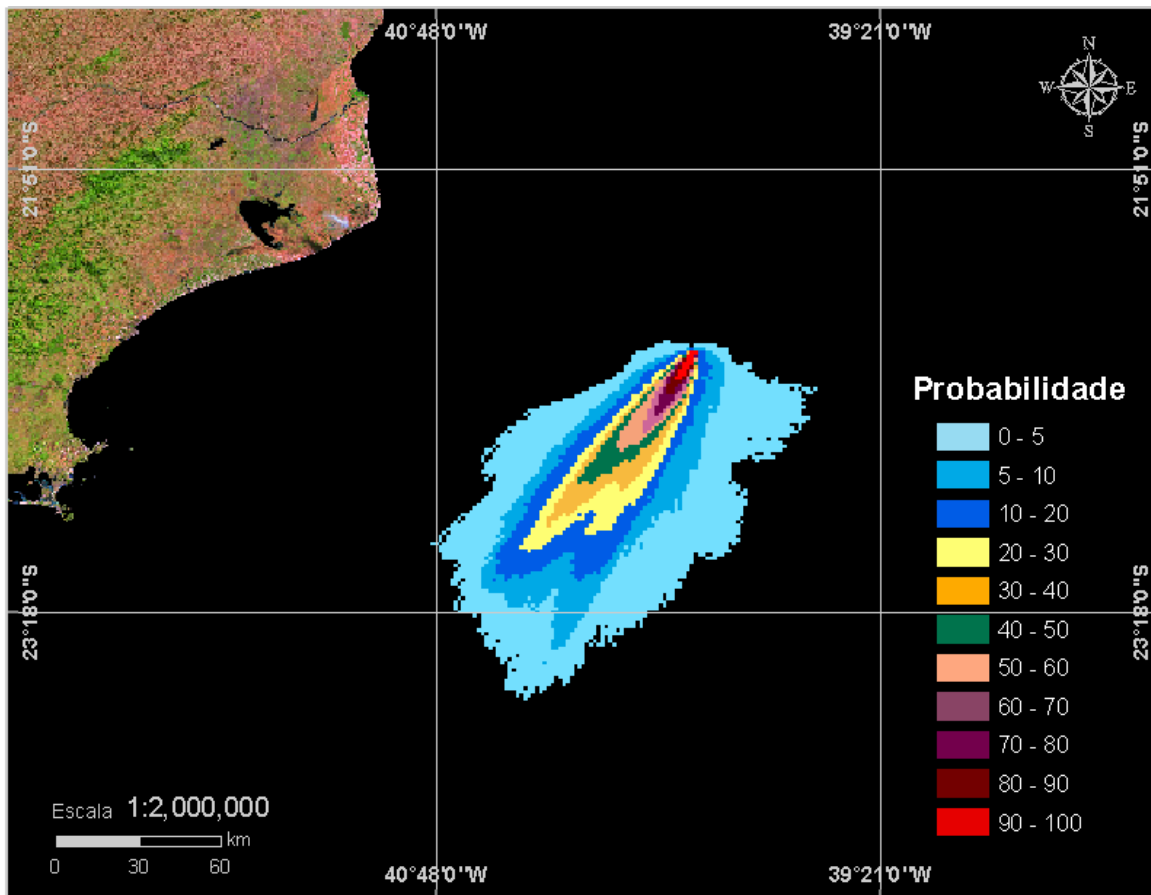 40°48'0"W 39°21'0"W
N
W E
S
21°51'0"S 21°51'0"S
Probabilidade
0 - 5
5 - 10
10 - 20
20 - 30
30 - 40
40 - 50
50 - 60
60 - 70
70 - 80
80 - 90
90 - 100
23°18'0"S 23°18'0"S
Escala 1:2,000,000
km
0 30 60
40°48'0"W 39°21'0"W